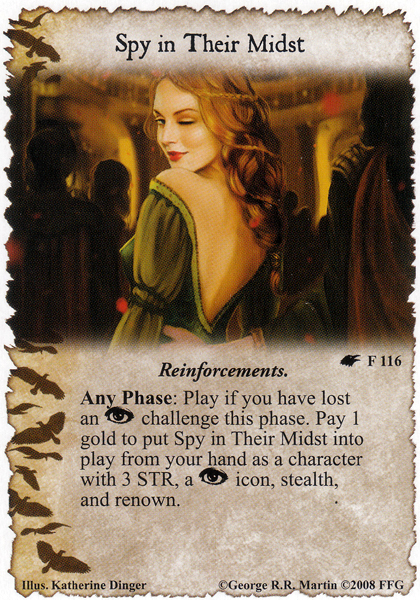 Spy in Their Midst
F 116
Reinforcements.
Any Phase: Play if you have lost
an challenge this phase. Pay 1
gold to put Spy in Their Midst into
play from your hand as a character
with 3 STR, a icon, stealth,
and renown.
Illus. Katherine Dinger ©George R.R. Martin ©2008 FFG